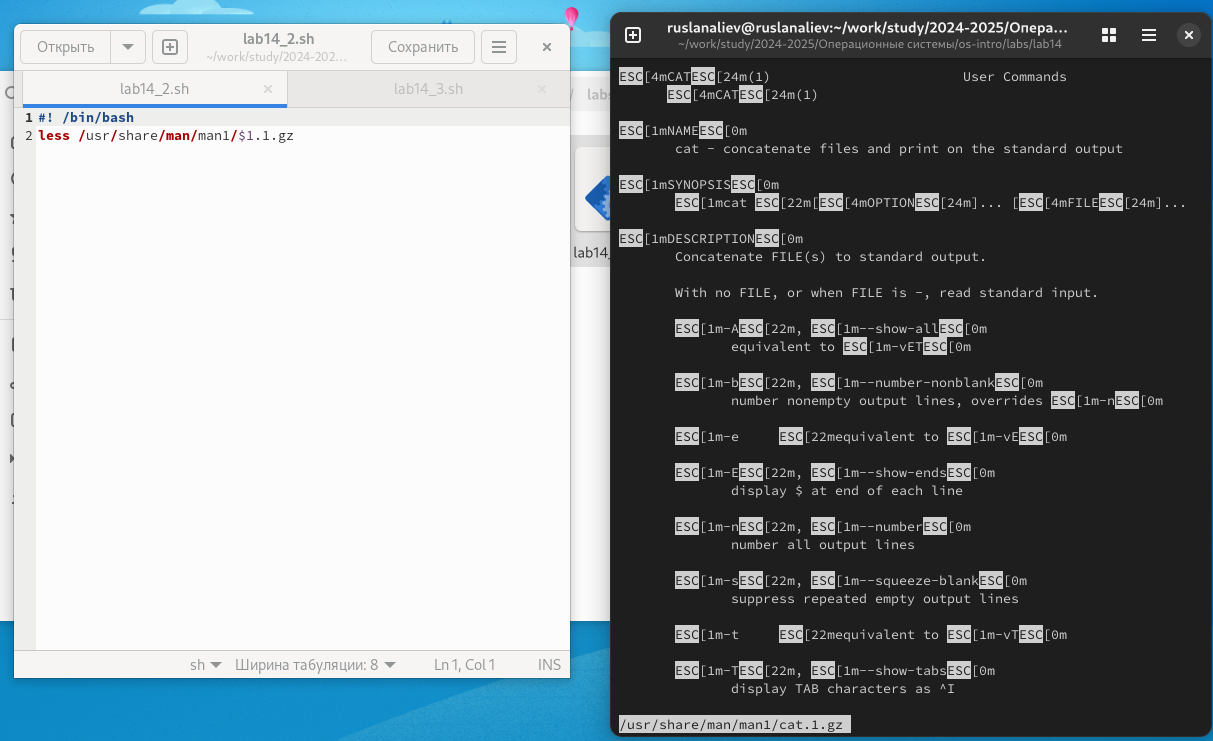 Открыть
lab14_2.sh
~/work/study/2024-202…
Сохранить
lab14_2.sh
lab14_3.sh
1 #! /bin/bash
2 less /usr/share/man/man1/$1.1.gz
sh
Ширина табуляции: 8
Ln 1, Col 1
INS
/ labs
lab14_
ruslanaliev@ruslanaliev:~/work/study/2024-2025/Опера…
~/work/study/2024-2025/Операционные системы/os-intro/labs/lab14
ESC[4mCATESC[24m(1) User Commands
ESC[4mCATESC[24m(1)
ESC[1mNAMEESC[0m
cat - concatenate files and print on the standard output
ESC[1mSYNOPSISESC[0m
ESC[1mcat ESC[22m[ESC[4mOPTIONESC[24m]... [ESC[4mFILEESC[24m]...
ESC[1mDESCRIPTIONESC[0m
Concatenate FILE(s) to standard output.
With no FILE, or when FILE is -, read standard input.
ESC[1m-AESC[22m, ESC[1m--show-allESC[0m
equivalent to ESC[1m-vETESC[0m
ESC[1m-bESC[22m, ESC[1m--number-nonblankESC[0m
number nonempty output lines, overrides ESC[1m-nESC[0m
ESC[1m-e ESC[22mequivalent to ESC[1m-vEESC[0m
ESC[1m-EESC[22m, ESC[1m--show-endsESC[0m
display $ at end of each line
ESC[1m-nESC[22m, ESC[1m--numberESC[0m
number all output lines
ESC[1m-sESC[22m, ESC[1m--squeeze-blankESC[0m
suppress repeated empty output lines
ESC[1m-t ESC[22mequivalent to ESC[1m-vTESC[0m
ESC[1m-TESC[22m, ESC[1m--show-tabsESC[0m
display TAB characters as ^I
/usr/share/man/man1/cat.1.gz